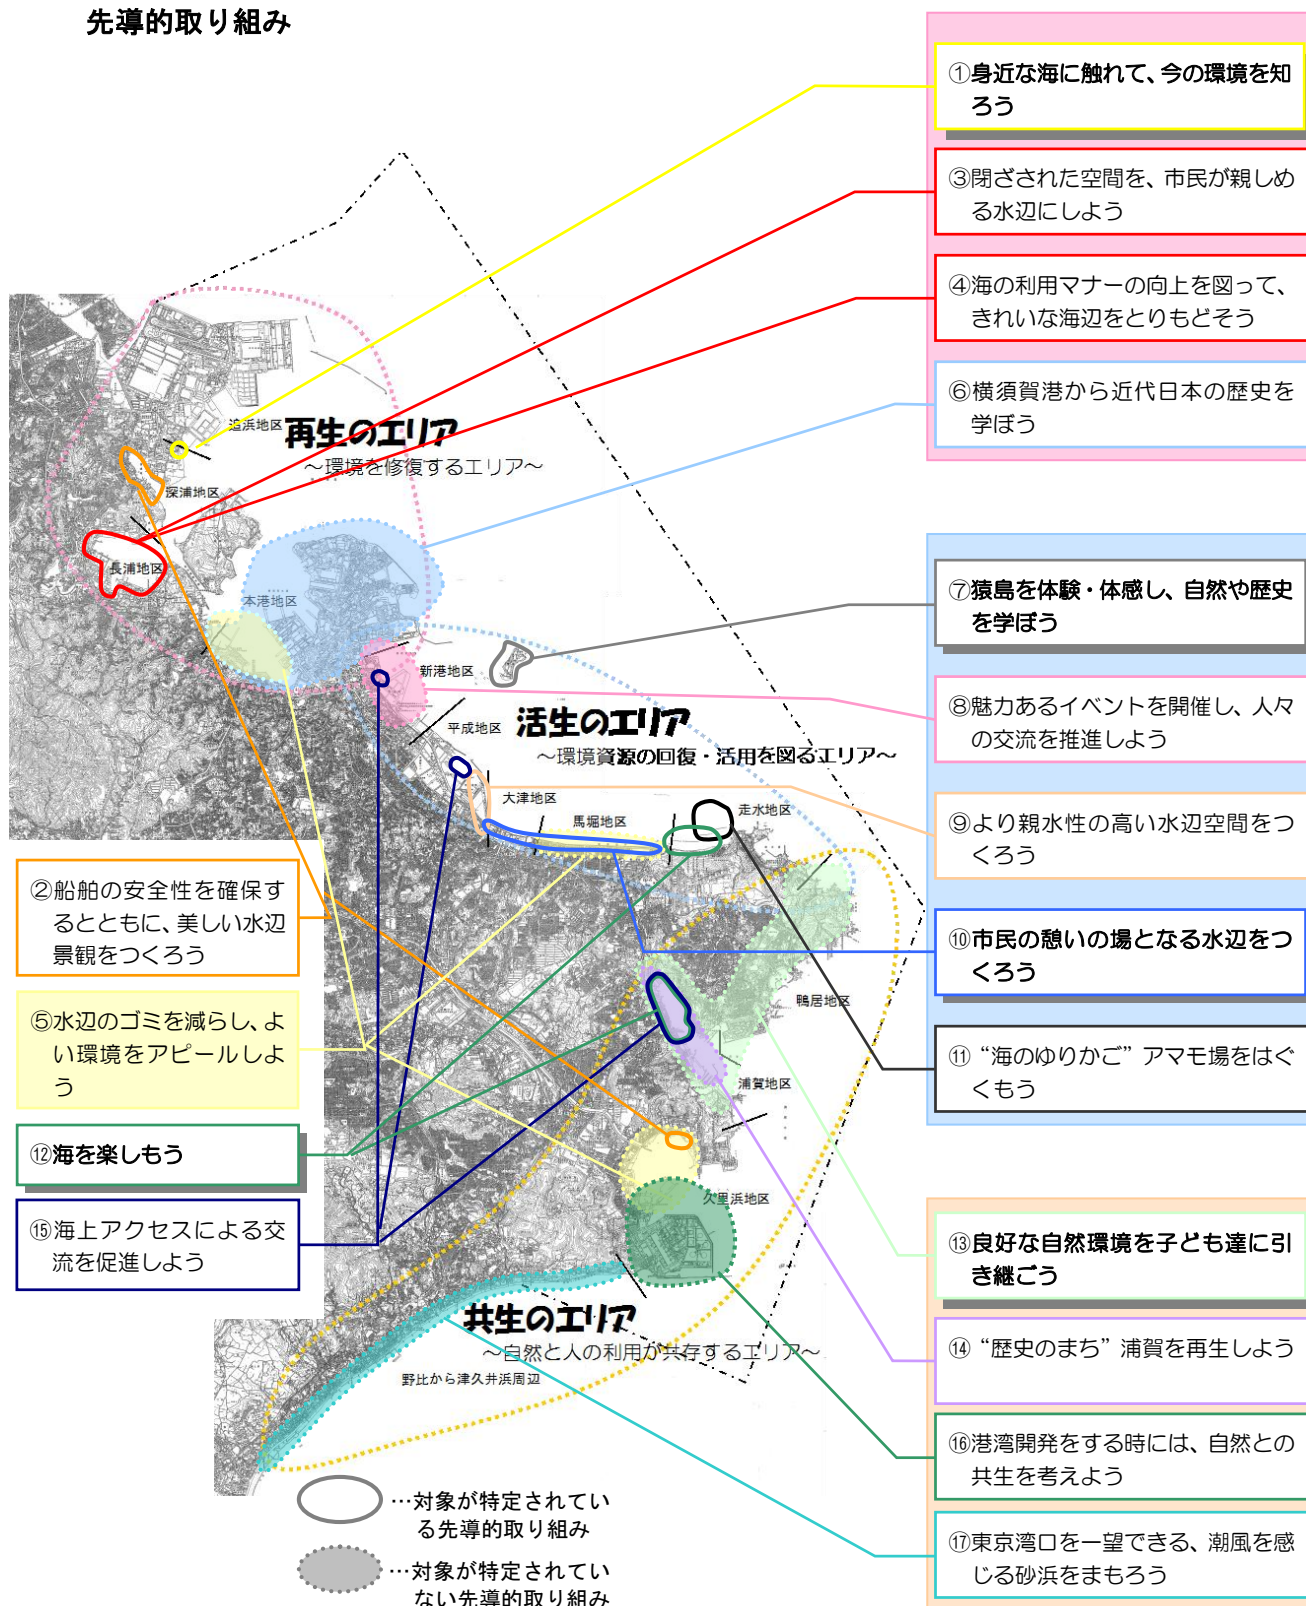 先導的取り組み
①身近な海に触れて、今の環境を知
ろう
③閉ざされた空間を、市民が親しめ
る水辺にしよう
④海の利用マナーの向上を図って、
きれいな海辺をとりもどそう
⑥横須賀港から近代日本の歴史を
学ぼう
追浜地区
再生のエリア
～環境を修復するエリア～
深浦地区
長浦地区
本港地区
⑦猿島を体験・体感し、自然や歴史
を学ぼう
⑧魅力あるイベントを開催し、人々
の交流を推進しよう
⑨より親水性の高い水辺空間をつ
くろう
⑩市民の憩いの場となる水辺をつ
くろう
⑪“海のゆりかご”アマモ場をはぐ
くもう
新港地区
平成地区
活生のエリア
～環境資源の回復・活用を図るエリア～
大津地区
馬堀地区
走水地区
②船舶の安全性を確保す
るとともに、美しい水辺
景観をつくろう
⑤水辺のゴミを減らし、よ
い環境をアピールしよ
う
⑫海を楽しもう
⑮海上アクセスによる交
流を促進しよう
鴨居地区
浦賀地区
久里浜地区
⑬良好な自然環境を子ども達に引
き継ごう
⑭“歴史のまち”浦賀を再生しよう
⑯港湾開発をする時には、自然との
共生を考えよう
⑰東京湾口を一望できる、潮風を感
じる砂浜をまもろう
共生のエリア
～自然と人の利用が共存するエリア～
野比から津久井浜周辺
…対象が特定されてい
る先導的取り組み
…対象が特定されてい
ない先導的取り組み